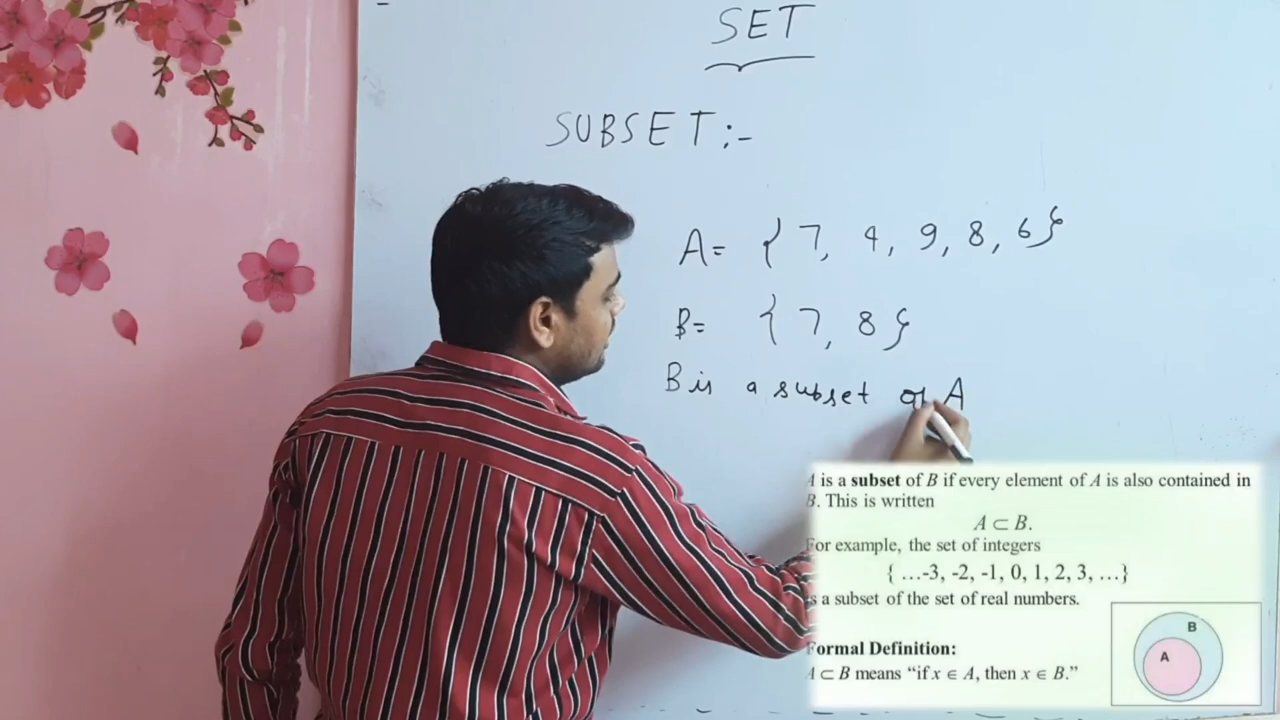 SET
SUBSET:-
A= {7, 4, 9, 8, 6}
B= {7, 8}
B is a subset of A
A is a subset of B if every element of A is also contained in
B. This is written
A ⊂ B.
For example, the set of integers
{ …-3, -2, -1, 0, 1, 2, 3, …}
is a subset of the set of real numbers.
B
A
Formal Definition:
A ⊂ B means “if x ∈ A, then x ∈ B.”